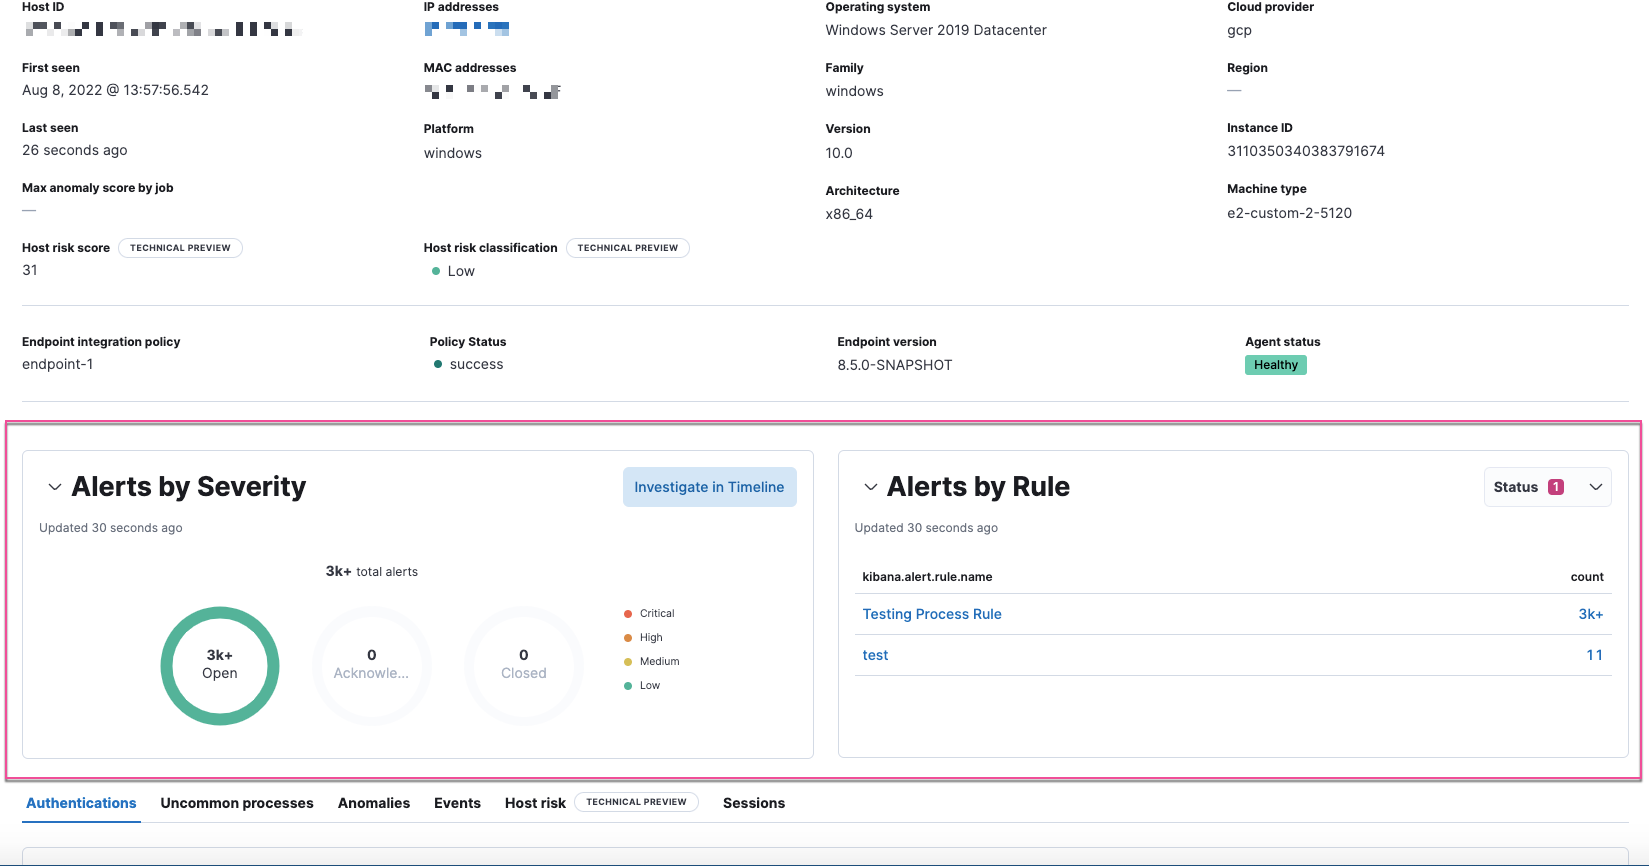 Host ID
IP addresses
Operating system
Windows Server 2019 Datacenter
Cloud provider
gcp
First seen
Aug 8, 2022 @ 13:57:56.542
MAC addresses
Family
windows
Region
—
Last seen
26 seconds ago
Platform
windows
Version
10.0
Instance ID
3110350340383791674
Max anomaly score by job
—
Architecture
x86_64
Machine type
e2-custom-2-5120
Host risk score TECHNICAL PREVIEW
31
Host risk classification TECHNICAL PREVIEW
Low
Endpoint integration policy
endpoint-1
Policy Status
success
Endpoint version
8.5.0-SNAPSHOT
Agent status
Healthy
Alerts by Severity
Investigate in Timeline
Updated 30 seconds ago
3k+ total alerts
3k+
Open
0
Acknowle...
0
Closed
Critical
High
Medium
Low
Alerts by Rule
Status 1
Updated 30 seconds ago
kibana.alert.rule.name count
Testing Process Rule 3k+
test 11
Authentications Uncommon processes Anomalies Events Host risk TECHNICAL PREVIEW Sessions